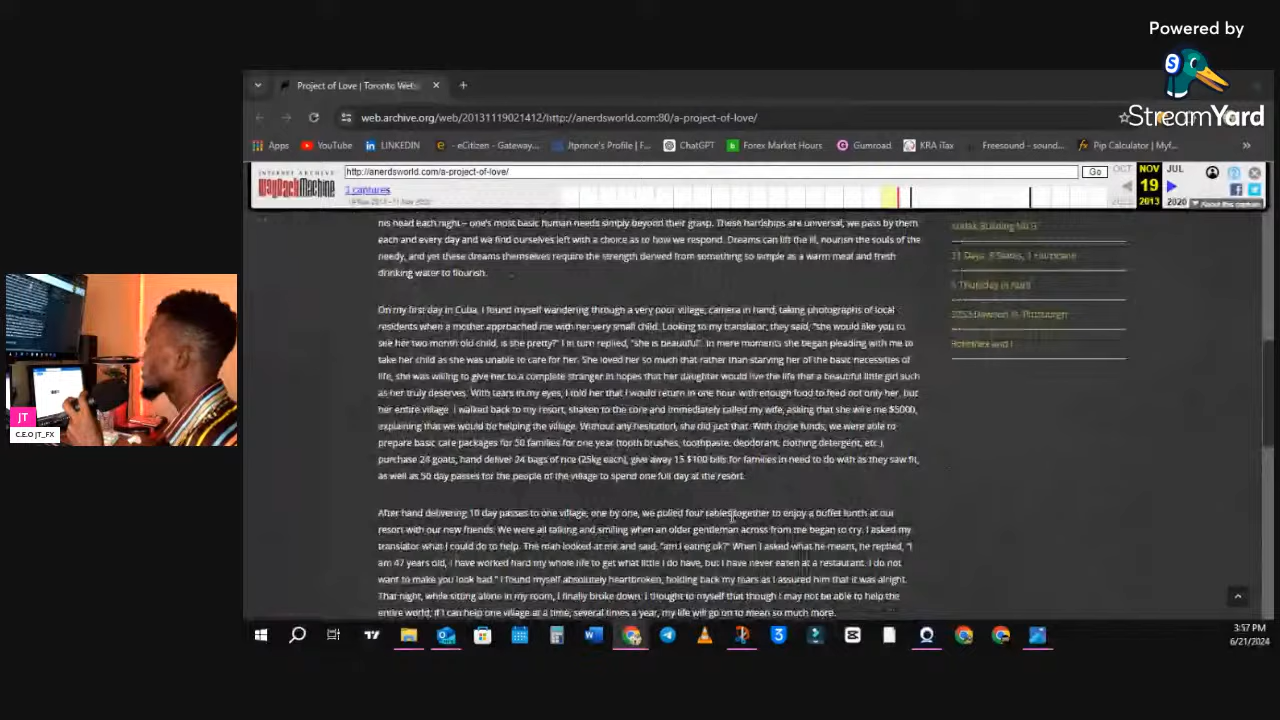 Powered by
StreamYard
Project of Love | Toronto Webs
web.archive.org/web/20131119021412/http://anerdsworld.com:80/a-project-of-love/
Apps YouTube LINKEDIN - eCitizen - Gateway... Jtprince's Profile | F... ChatGPT Forex Market Hours Gumroad KRA iTax Freesound - sound... Pip Calculator | Myf...
INTERNET ARCHIVE
WayBackMachine
http://anerdsworld.com/a-project-of-love/ Go OCT NOV JUL
3 captures 19
2013 2020 About this capture
his head each night – one's most basic human needs simply beyond their grasp. These hardships are universal, we pass by them
each and every day and we find ourselves left with a choice as to how we respond. Dreams can lift the ill, nourish the souls of the
needy, and yet these dreams themselves require the strength derived from something so simple as a warm meal and fresh
drinking water to flourish.
On my first day in Cuba, I found myself wandering through a very poor village, camera in hand, taking photographs of local
residents when a mother approached me with her very small child. Looking to my translator, they said, "she would like you to
see her two month old child, is she pretty?" I in turn replied, "she is beautiful". In mere moments she began pleading with me to
take her child as she was unable to care for her. She loved her so much that rather than starving her of the basic necessities of
life, she was willing to give her to a complete stranger in hopes that her daughter would live the life that a beautiful little girl such
as her truly deserves. With tears in my eyes, I told her that I would return in one hour with enough food to feed not only her, but
her entire village. I walked back to my resort, shaken to the core and immediately called my wife, asking that she wire me $5000,
explaining that we would be helping the village. Without any hesitation, she did just that. With those funds, we were able to
prepare basic care packages for 50 families for one year (tooth brushes, toothpaste, deodorant, clothing detergent, etc.),
purchase 24 goats, hand deliver 24 bags of rice (25kg each), give away 15 $100 bills for families in need to do with as they saw fit,
as well as 50 day passes for the people of the village to spend one full day at the resort.
After hand delivering 10 day passes to one village, one by one, we pulled four tables together to enjoy a buffet lunch at our
resort with our new friends. We were all talking and smiling when an older gentleman across from me began to cry. I asked my
translator what I could do to help. The man looked at me and said, "am I eating ok?" When I asked what he meant, he replied, "I
am 47 years old, I have worked hard my whole life to get what little I do have, but I have never eaten at a restaurant. I do not
want to make you look bad." I found myself absolutely heartbroken, holding back my tears as I assured him that it was alright.
That night, while sitting alone in my room, I finally broke down. I thought to myself that though I may not be able to help the
entire world, if I can help one village at a time, several times a year, my life will go on to mean so much more.
Kodak Building No 3
A Thursday in April
JT
C.E.O JT_FX
3:57 PM
6/21/2024